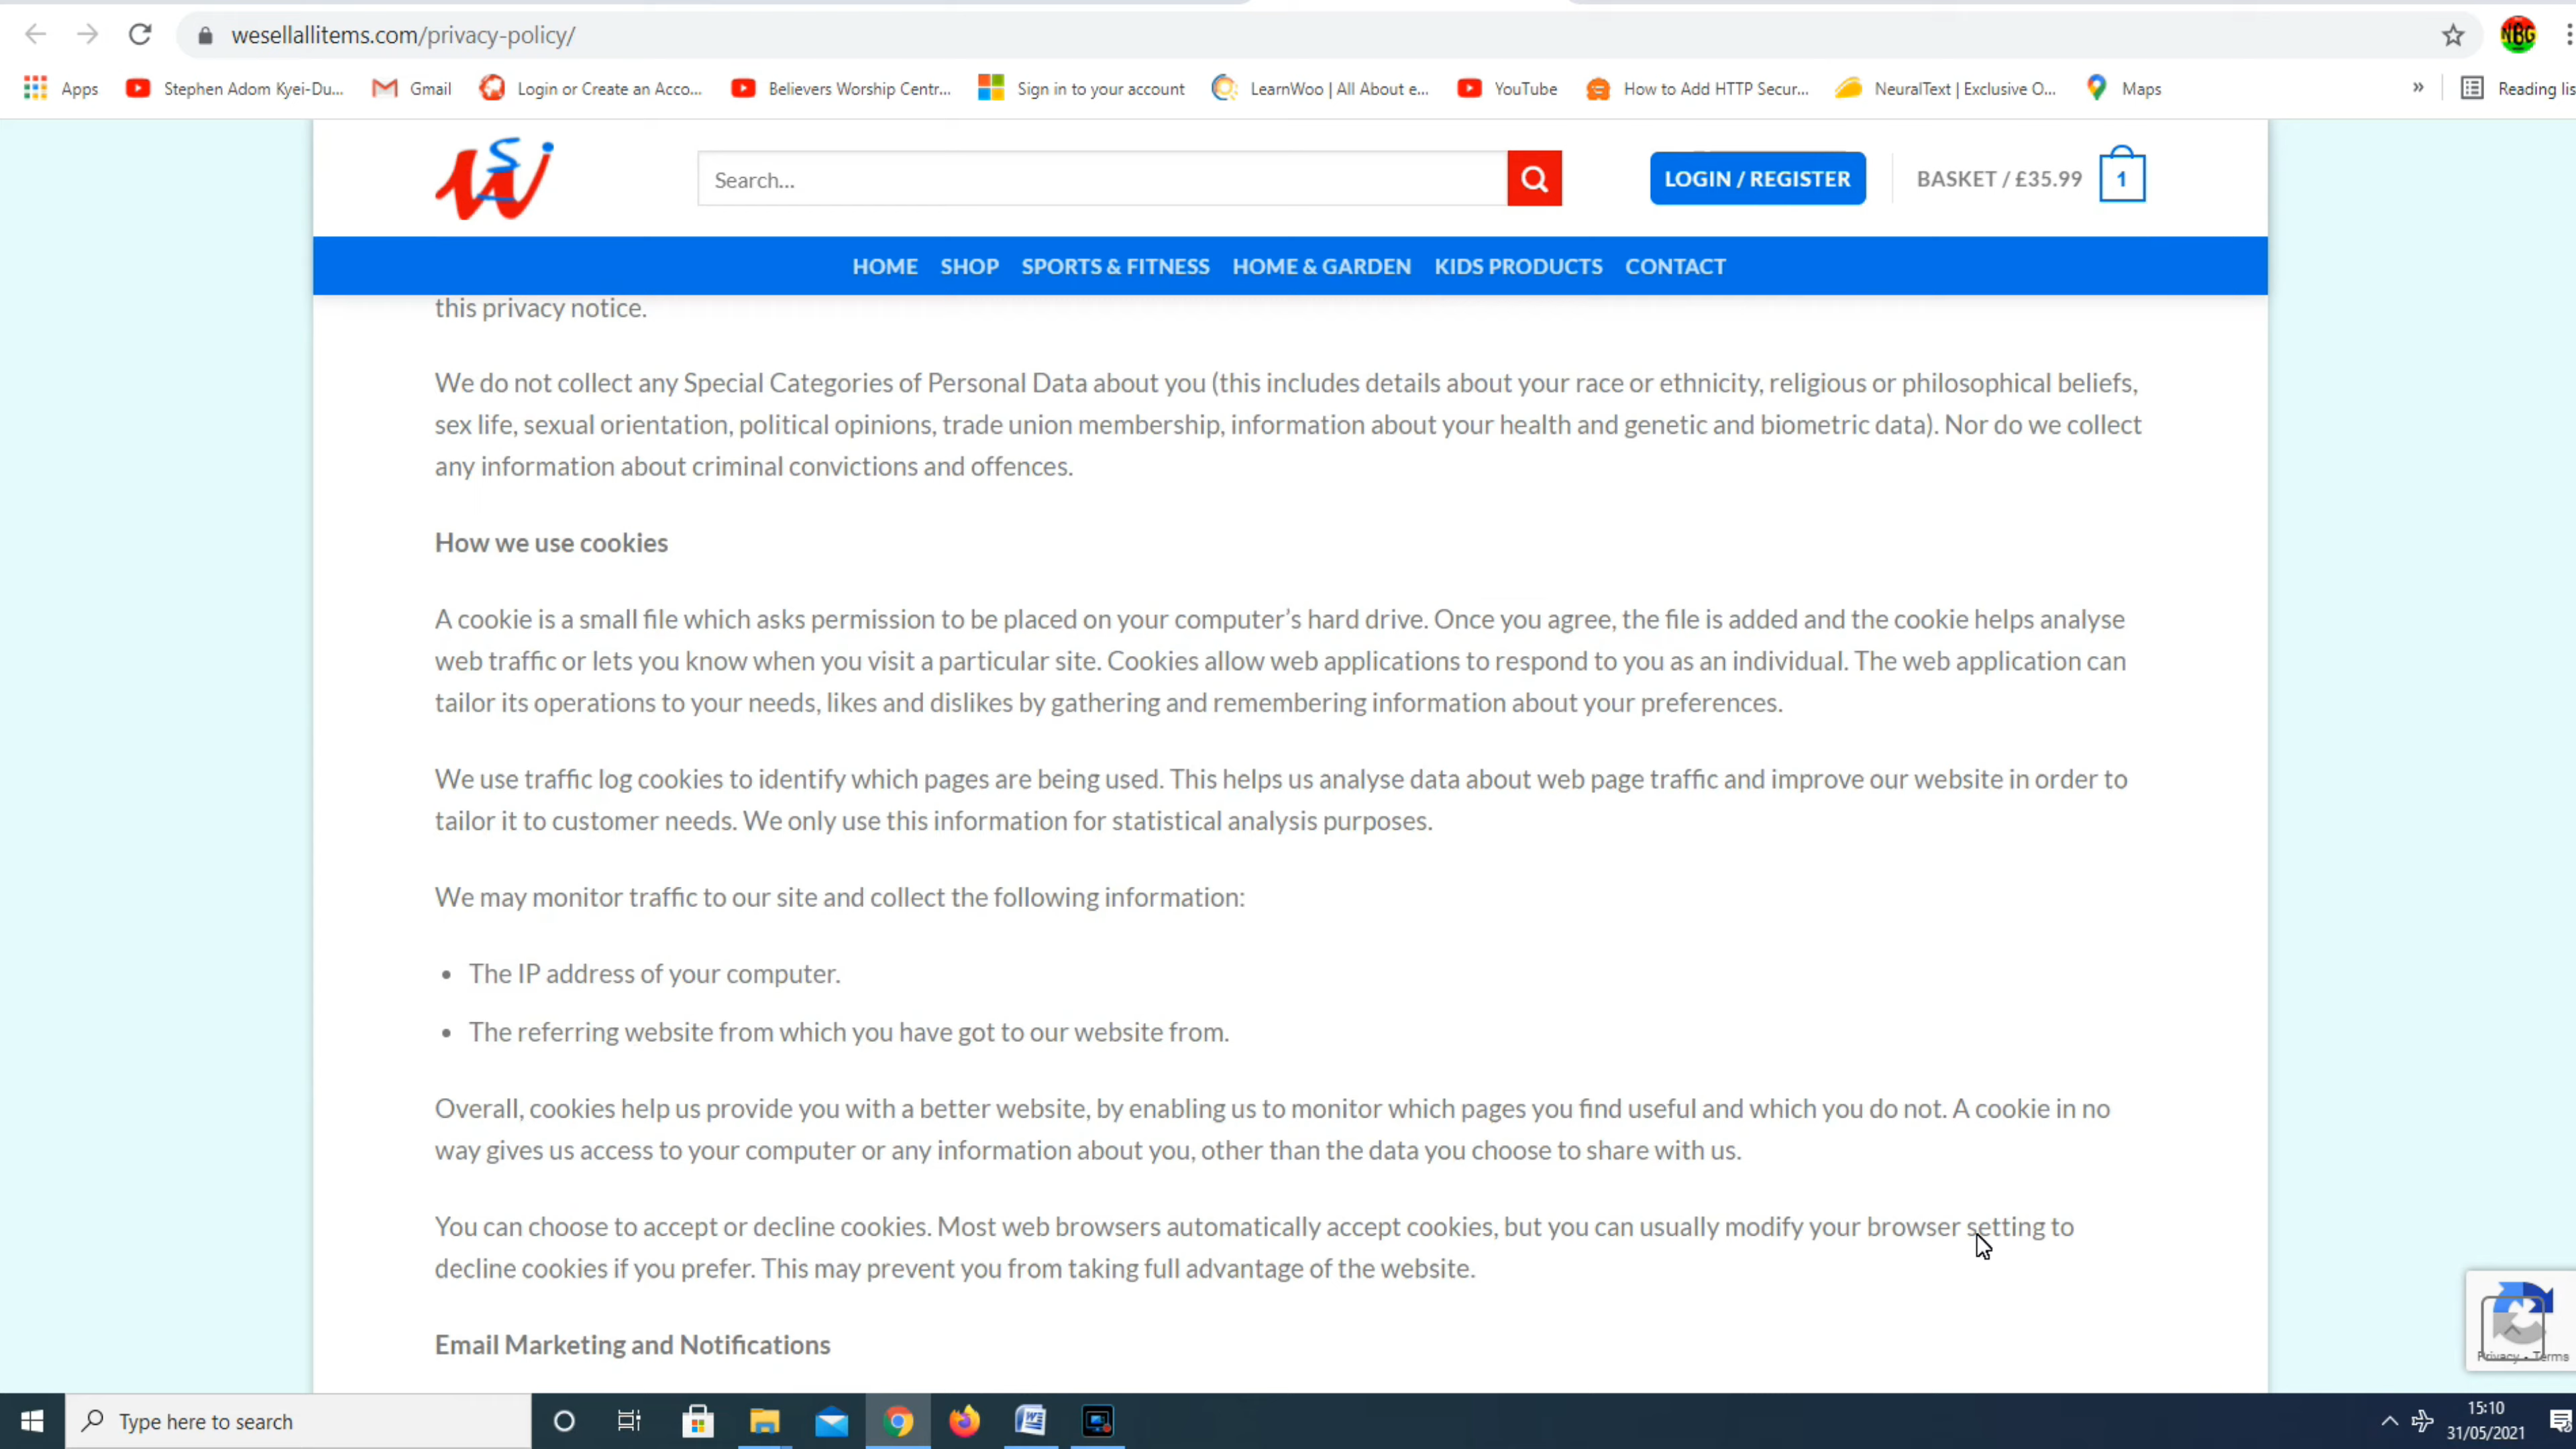 wesellallitems.com/privacy-policy/
NBG
Apps Stephen Adom Kyei-Du... Gmail Login or Create an Acco... Believers Worship Centr... Sign in to your account LearnWoo | All About e... YouTube How to Add HTTP Secur... NeuralText | Exclusive O... Maps » Reading lis
Search... LOGIN / REGISTER BASKET / £35.99 1
HOME SHOP SPORTS & FITNESS HOME & GARDEN KIDS PRODUCTS CONTACT
this privacy notice.
We do not collect any Special Categories of Personal Data about you (this includes details about your race or ethnicity, religious or philosophical beliefs,
sex life, sexual orientation, political opinions, trade union membership, information about your health and genetic and biometric data). Nor do we collect
any information about criminal convictions and offences.
How we use cookies
A cookie is a small file which asks permission to be placed on your computer’s hard drive. Once you agree, the file is added and the cookie helps analyse
web traffic or lets you know when you visit a particular site. Cookies allow web applications to respond to you as an individual. The web application can
tailor its operations to your needs, likes and dislikes by gathering and remembering information about your preferences.
We use traffic log cookies to identify which pages are being used. This helps us analyse data about web page traffic and improve our website in order to
tailor it to customer needs. We only use this information for statistical analysis purposes.
We may monitor traffic to our site and collect the following information:
• The IP address of your computer.
• The referring website from which you have got to our website from.
Overall, cookies help us provide you with a better website, by enabling us to monitor which pages you find useful and which you do not. A cookie in no
way gives us access to your computer or any information about you, other than the data you choose to share with us.
You can choose to accept or decline cookies. Most web browsers automatically accept cookies, but you can usually modify your browser setting to
decline cookies if you prefer. This may prevent you from taking full advantage of the website.
Email Marketing and Notifications
Privacy - Terms
Type here to search
15:10
31/05/2021